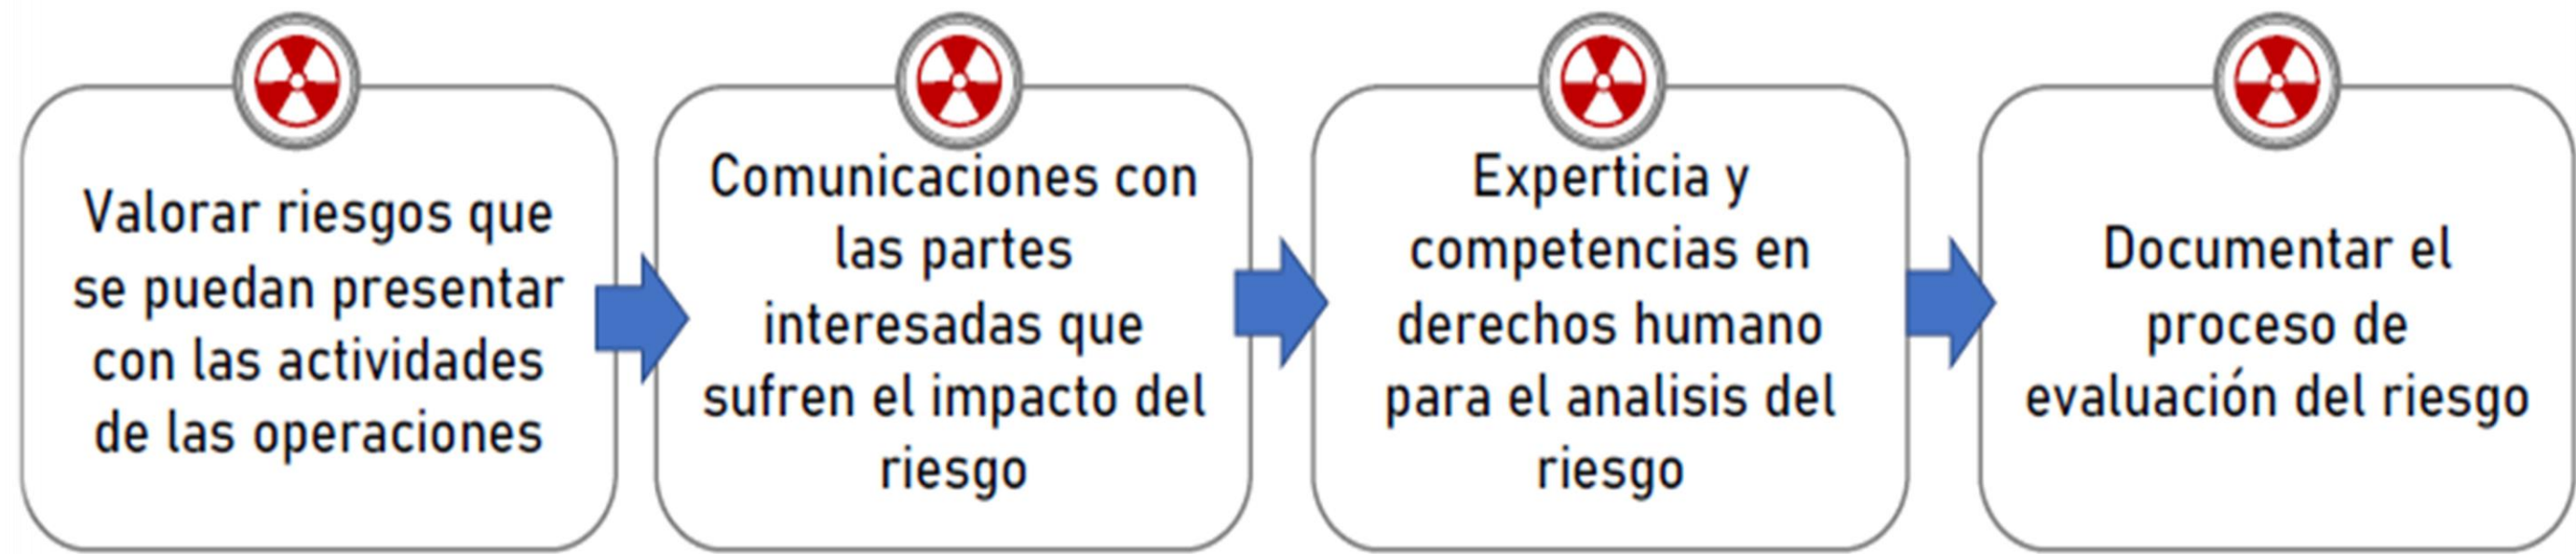 Valorar riesgos que
se puedan presentar
con las actividades
de las operaciones
Comunicaciones con
las partes
interesadas que
sufren el impacto del
riesgo
Experticia y
competencias en
derechos humano
para el analisis del
riesgo
Documentar el
proceso de
evaluación del riesgo